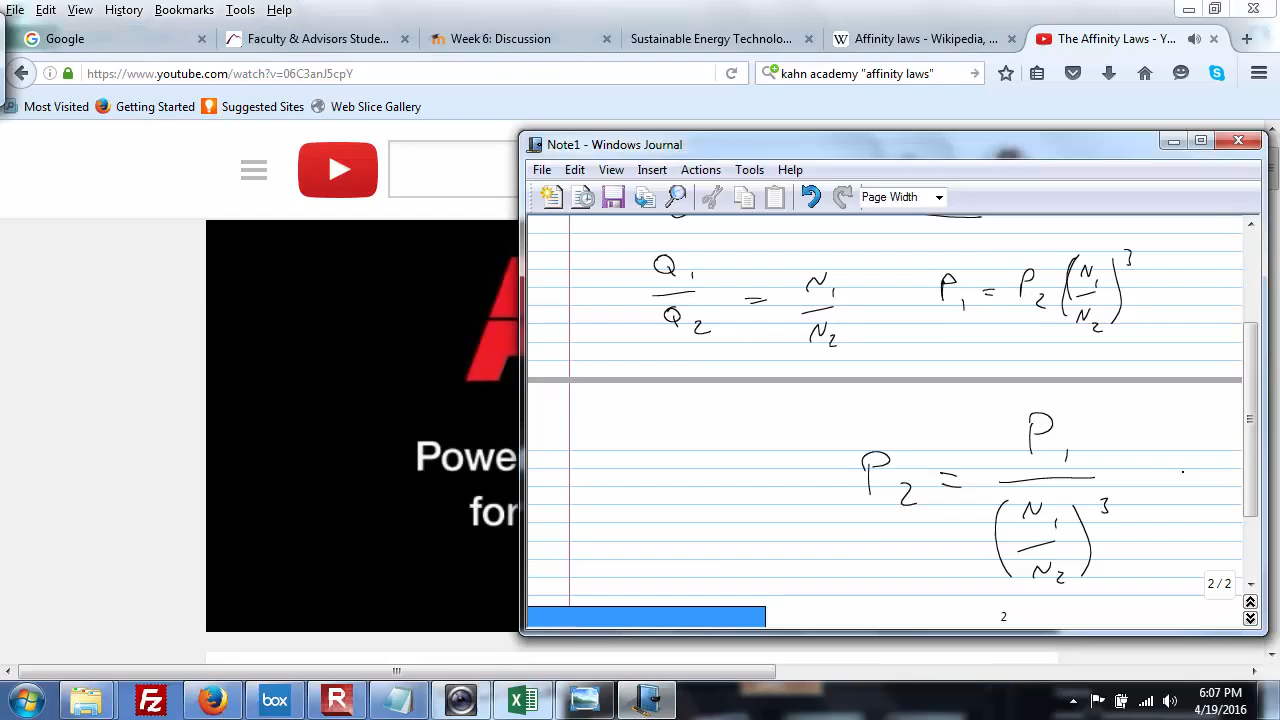 File Edit View History Bookmarks Tools Help
Google Faculty & Advisors Stude... Week 6: Discussion Sustainable Energy Technolo... Affinity laws - Wikipedia, ... The Affinity Laws - Y...
https://www.youtube.com/watch?v=06C3anJ5cpY kahn academy "affinity laws"
Most Visited Getting Started Suggested Sites Web Slice Gallery
Note1 - Windows Journal
File Edit View Insert Actions Tools Help
Page Width
Q1/Q2 = N1/N2 P1 = P2 (N1/N2)^3
P2 = P1/(N1/N2)^3
A
Powe
for
2/2
2
box R
6:07 PM
4/19/2016